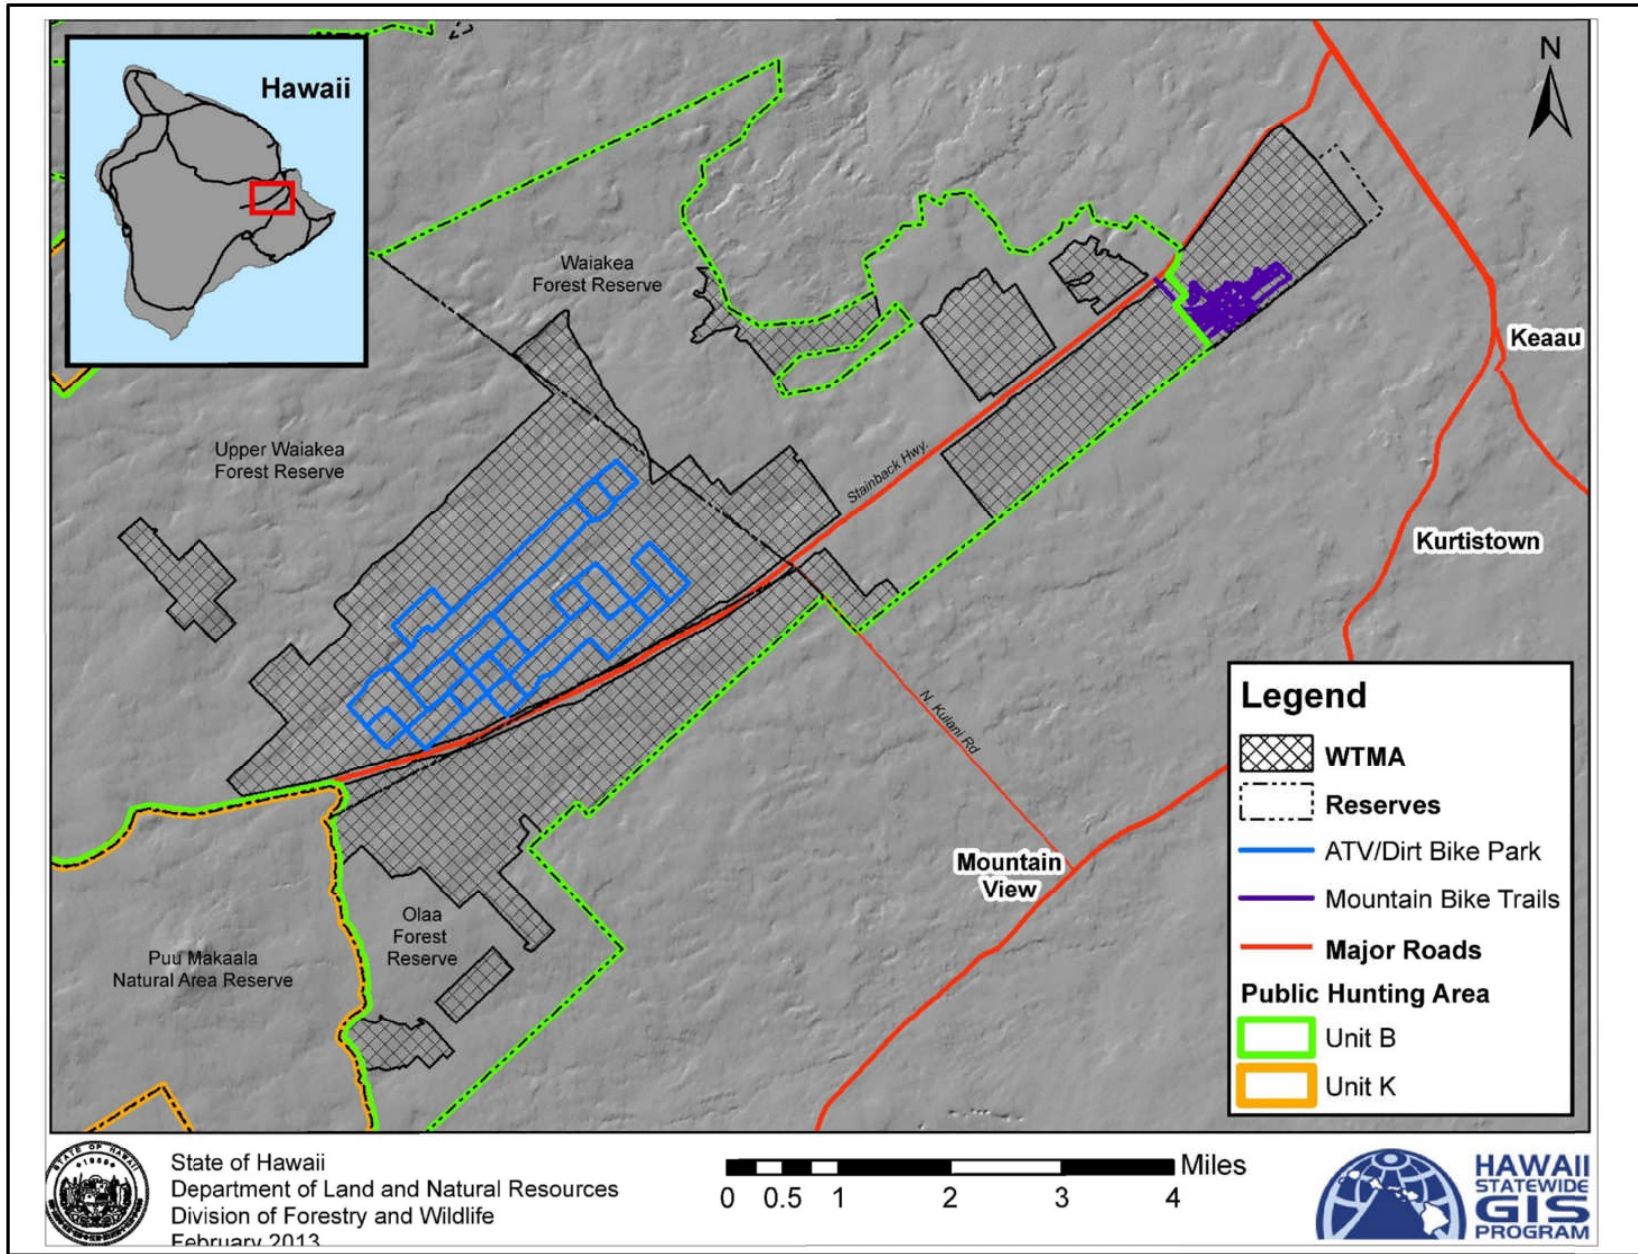 Hawaii
N
Waiakea
Forest Reserve
Keaau
Upper Waiakea
Forest Reserve
Stainback Hwy.
Kurtistown
N. Kulani Rd
Mountain
View
Olaa
Forest
Reserve
Puu Makaala
Natural Area Reserve
Legend
WTMA
Reserves
ATV/Dirt Bike Park
Mountain Bike Trails
Major Roads
Public Hunting Area
Unit B
Unit K
STATE OF HAWAII
State of Hawaii
Department of Land and Natural Resources
Division of Forestry and Wildlife
February 2013
Miles
0 0.5 1 2 3 4
HAWAII
STATEWIDE
GIS
PROGRAM